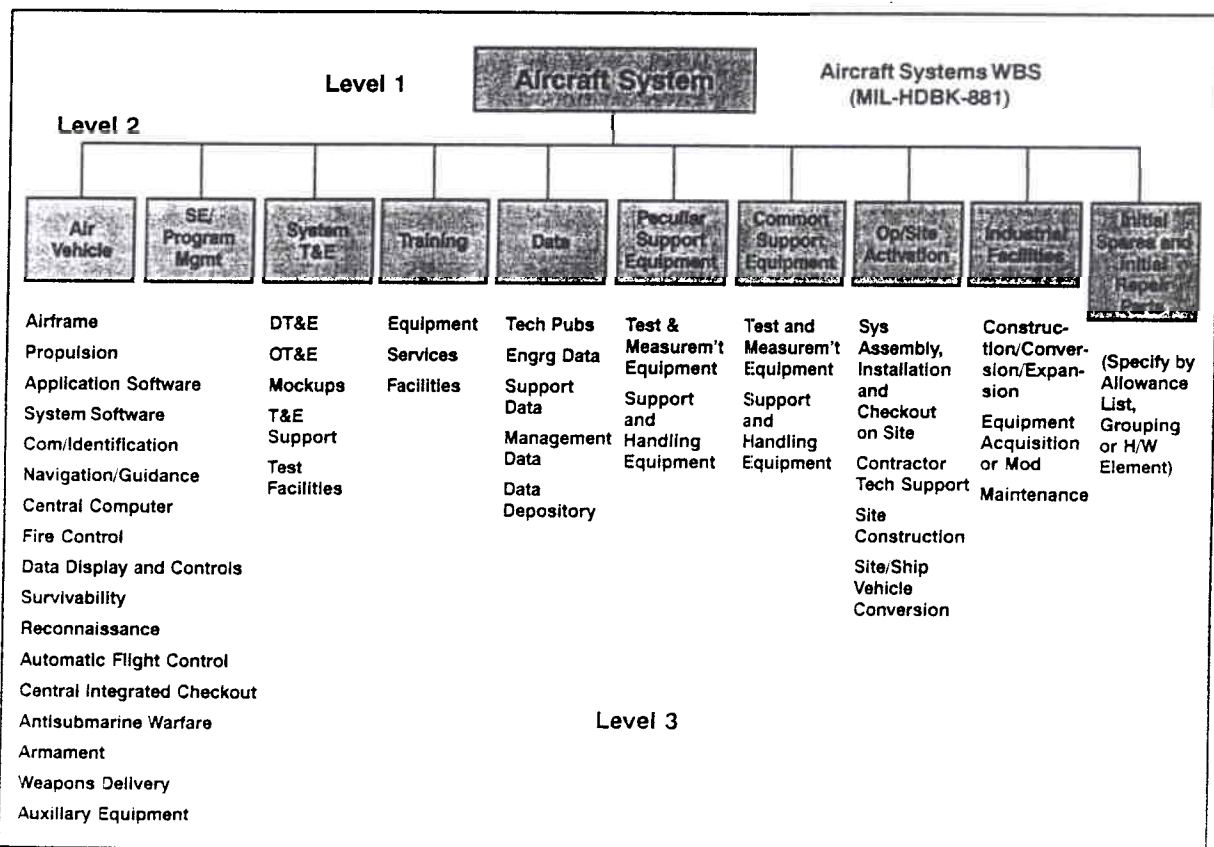 Level 1
Aircraft System
Aircraft Systems WBS
(MIL-HDBK-881)
Level 2
Air
Vehicle
SE/
Program
Mgmt
System
T&E
Training
Data
Peculiar
Support
Equipment
Common
Support
Equipment
Op/Site
Activation
Industrial
Facilities
Initial
Spares and
Initial
Repair
Parts
Airframe
Propulsion
Application Software
System Software
Com/Identification
Navigation/Guidance
Central Computer
Fire Control
Data Display and Controls
Survivability
Reconnaissance
Automatic Flight Control
Central Integrated Checkout
Antisubmarine Warfare
Armament
Weapons Delivery
Auxillary Equipment
DT&E
OT&E
Mockups
T&E
Support
Test
Facilities
Equipment
Services
Facilities
Tech Pubs
Engrg Data
Support
Data
Management
Data
Data
Depository
Test &
Measurem't
Equipment
Support
and
Handling
Equipment
Test and
Measurem't
Equipment
Support
and
Handling
Equipment
Sys
Assembly,
Installation
and
Checkout
on Site
Contractor
Tech Support
Site
Construction
Site/Ship
Vehicle
Conversion
Construc-
tion/Conver-
sion/Expan-
sion
Equipment
Acquisition
or Mod
Maintenance
(Specify by
Allowance
List,
Grouping
or H/W
Element)
Level 3